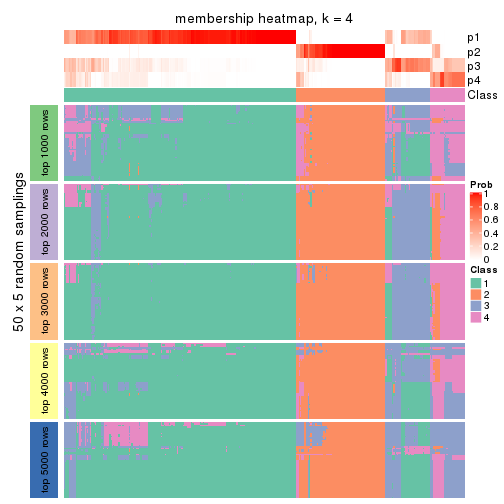 membership heatmap, k = 4
p1
p2
p3
p4
Class
50 x 5 random samplings
top 1000 rows
top 2000 rows
top 3000 rows
top 4000 rows
top 5000 rows
Prob
1
0.8
0.6
0.4
0.2
0
Class
1
2
3
4